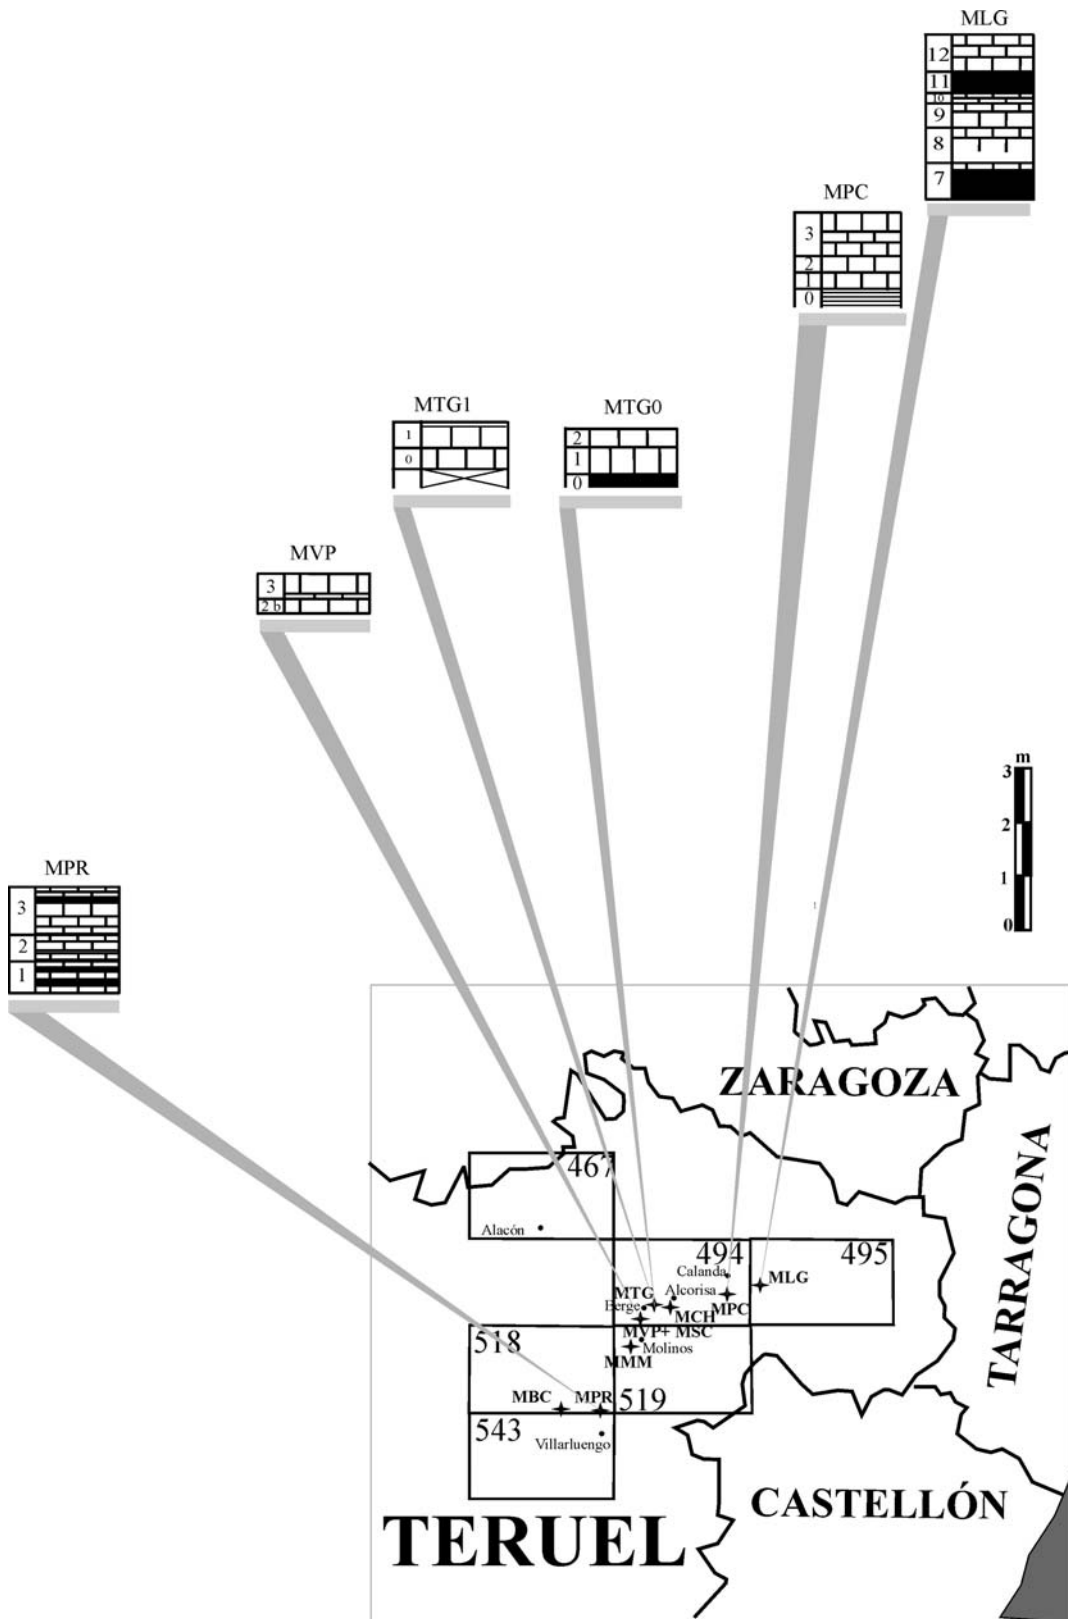 MLG
12
11
10
9
8
7
MPC
3
2
1
0
MTG1
1
0
MTG0
2
1
0
MVP
3
2 b
m
3
2
1
0
MPR
3
2
1
1
ZARAGOZA
TARRAGONA
467
Alacón
494
495
Calanda
MLG
MTG
Alcorisa
Berge
MPC
MCH
518
MVP+ MSC
Molinos
MMM
MBC
MPR
519
543
Villarluengo
CASTELLÓN
TERUEL